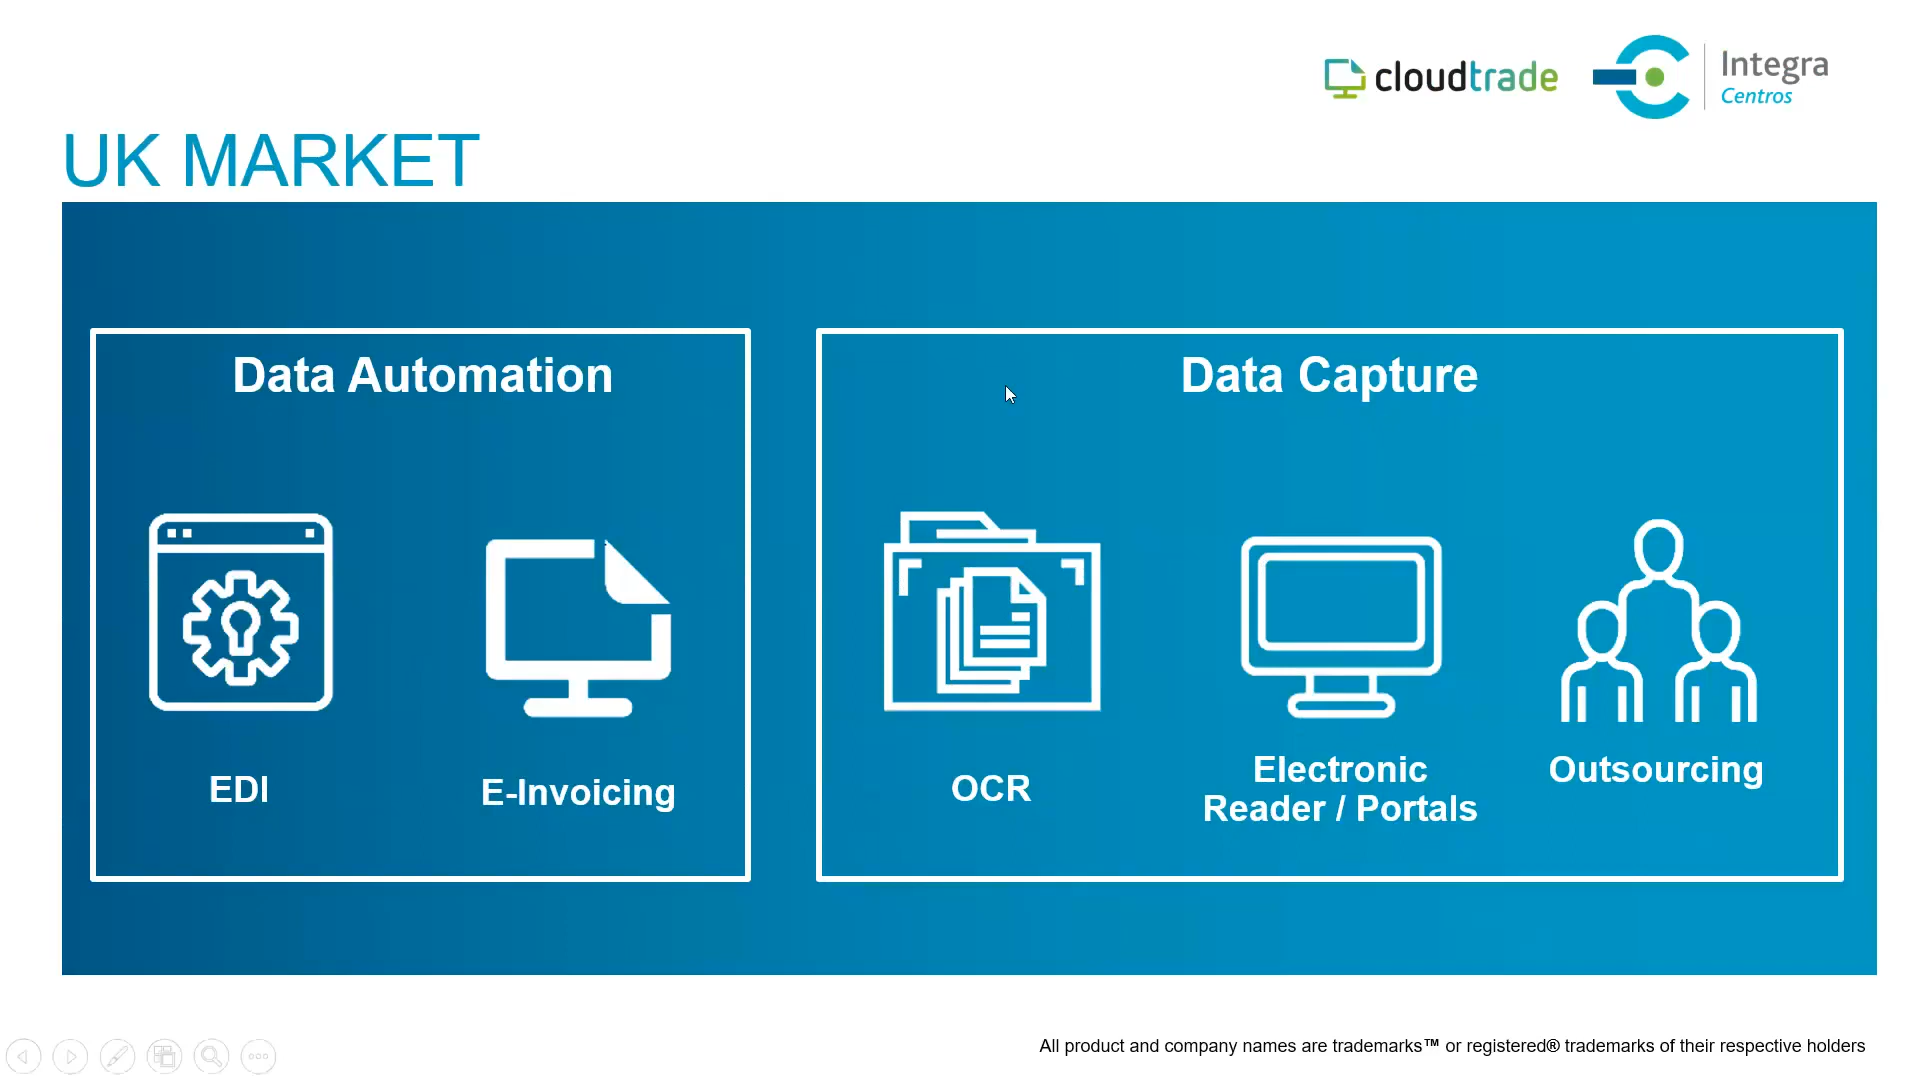 cloudtrade
Integra
Centros
UK MARKET
Data Automation
Data Capture
EDI
E-Invoicing
OCR
Electronic
Reader / Portals
Outsourcing
All product and company names are trademarks™ or registered® trademarks of their respective holders